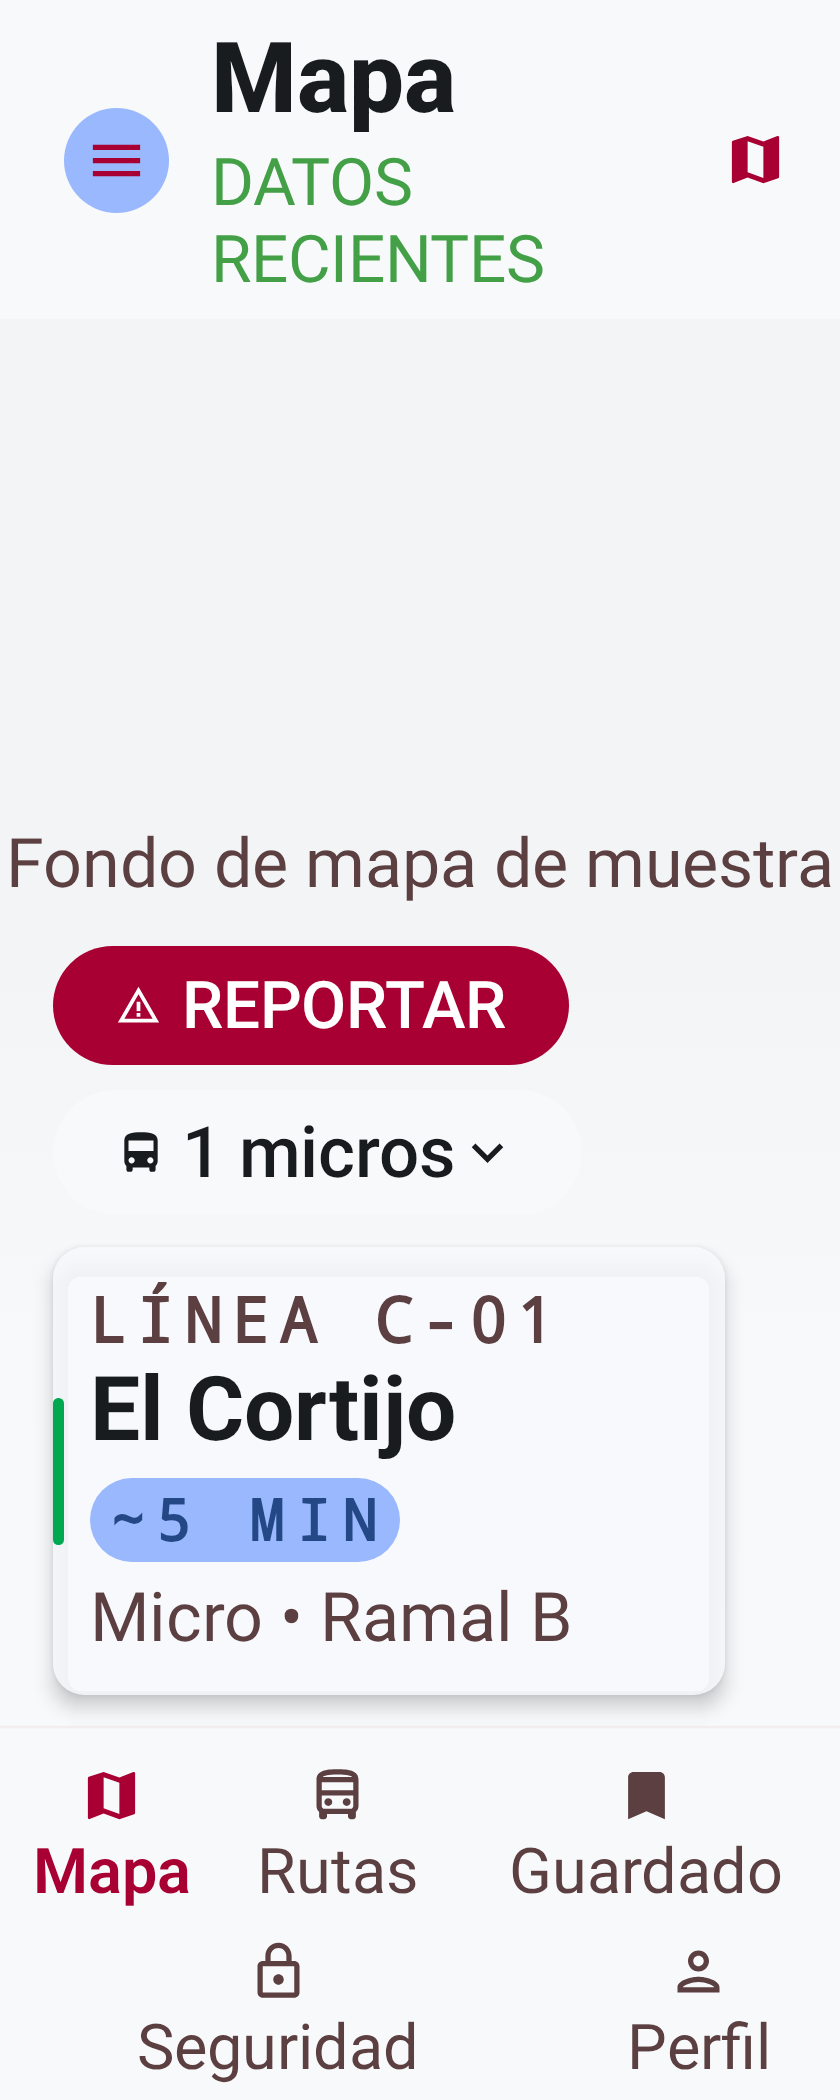 Mapa
DATOS
RECIENTES
Fondo de mapa de muestra
REPORTAR
1 micros
LÍNEA C-01
El Cortijo
~5 MIN
Micro • Ramal B
Mapa
Rutas
Guardado
Seguridad
Perfil